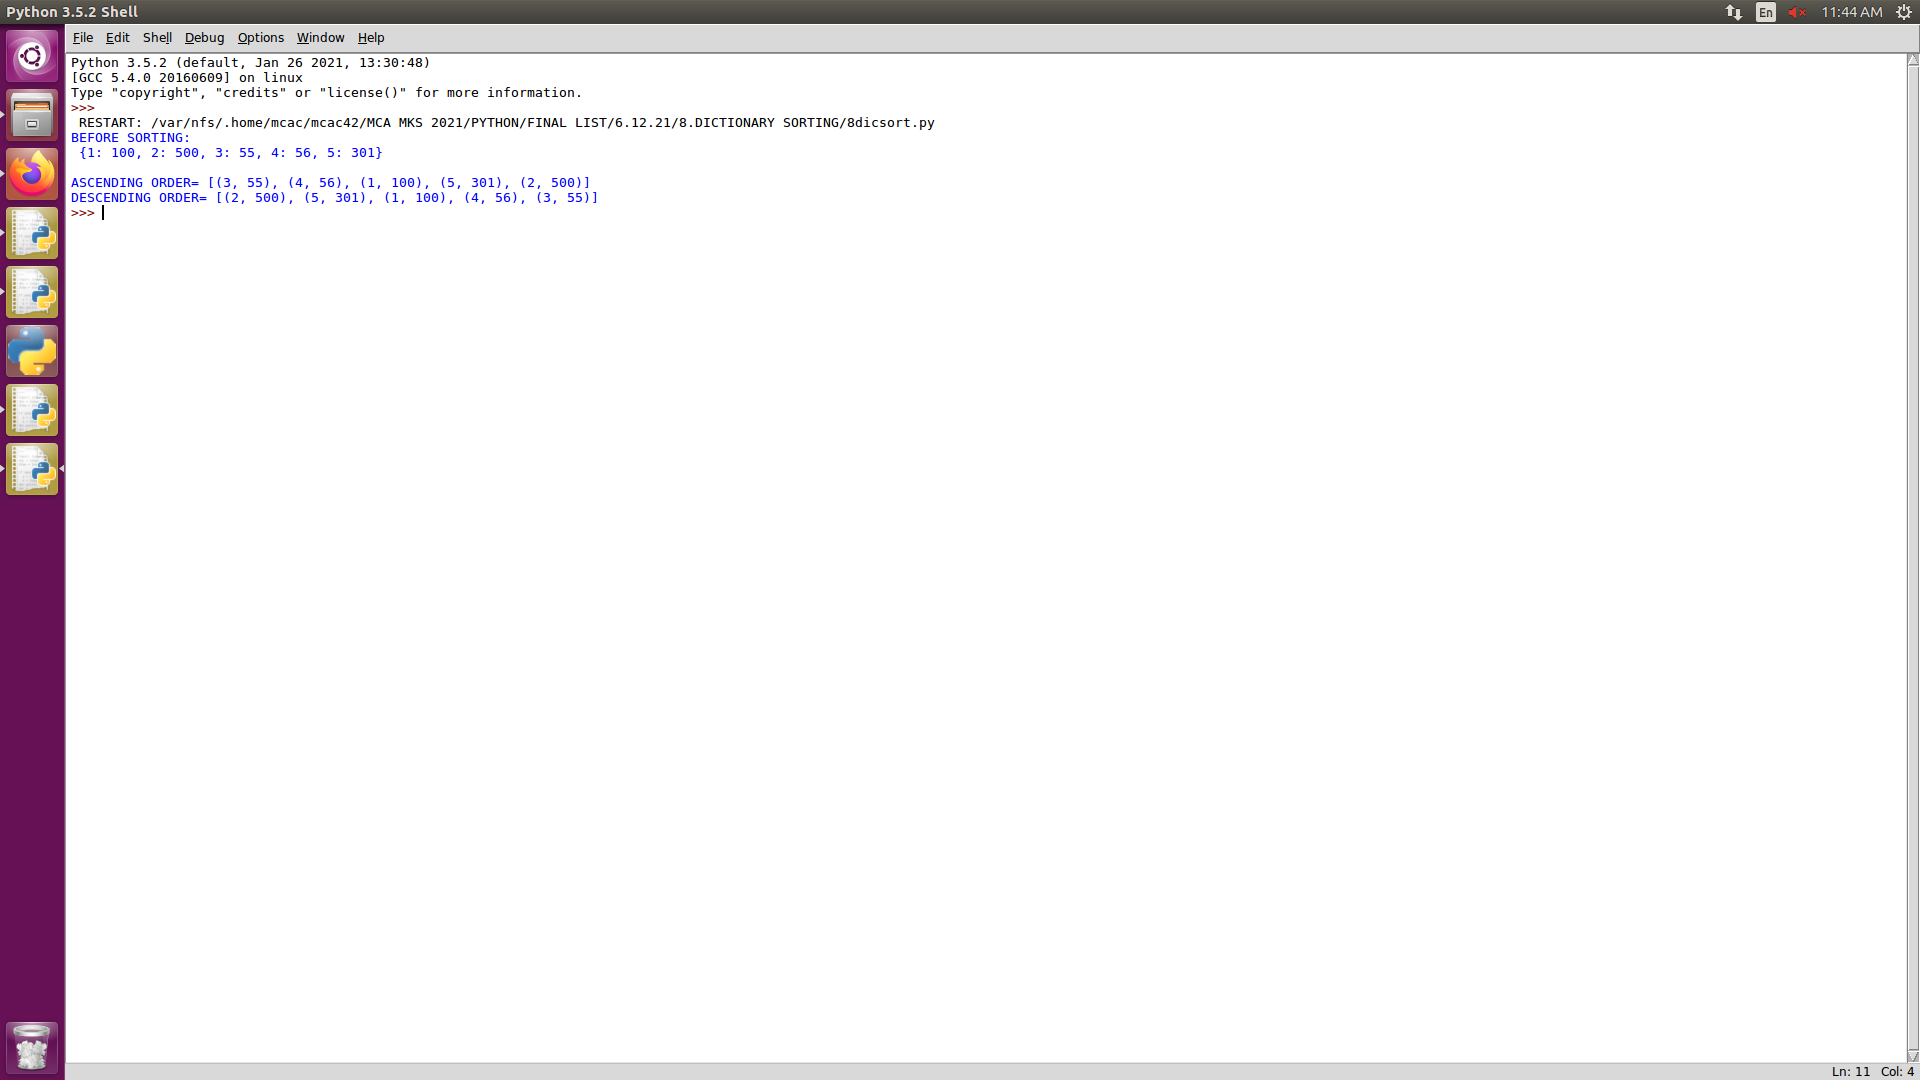 Python 3.5.2 Shell
En
11:44 AM
File Edit Shell Debug Options Window Help
Python 3.5.2 (default, Jan 26 2021, 13:30:48)
[GCC 5.4.0 20160609] on linux
Type "copyright", "credits" or "license()" for more information.
>>>
 RESTART: /var/nfs/.home/mcac/mcac42/MCA MKS 2021/PYTHON/FINAL LIST/6.12.21/8.DICTIONARY SORTING/8dicsort.py
BEFORE SORTING:
 {1: 100, 2: 500, 3: 55, 4: 56, 5: 301}

ASCENDING ORDER= [(3, 55), (4, 56), (1, 100), (5, 301), (2, 500)]
DESCENDING ORDER= [(2, 500), (5, 301), (1, 100), (4, 56), (3, 55)]
>>>
Ln: 11 Col: 4